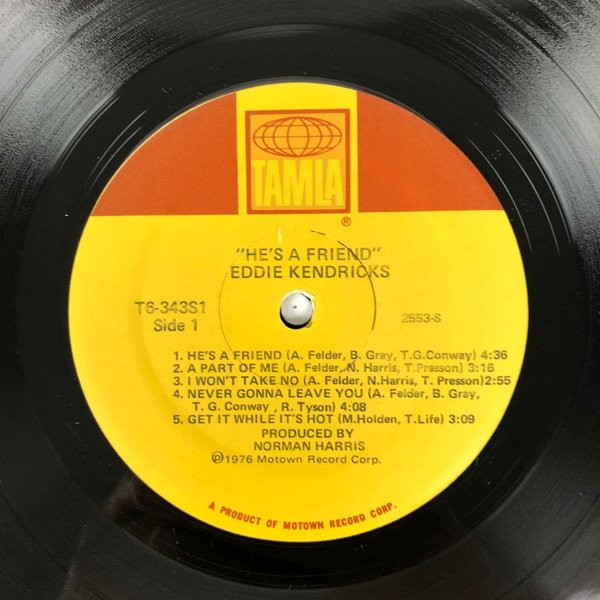 TAMLA
®
"HE'S A FRIEND"
EDDIE KENDRICKS
T6-343S1
Side 1
2553-S
1. HE'S A FRIEND (A. Felder, B. Gray, T.G.Conway) 4:36
2. A PART OF ME (A. Felder, N. Harris, T.Presson) 3:16
3. I WON'T TAKE NO (A. Felder, N.Harris, T. Presson)2:55
4. NEVER GONNA LEAVE YOU (A. Felder, B. Gray,
T. G. Conway , R. Tyson) 4:08
5. GET IT WHILE IT'S HOT (M.Holden, T.Life) 3:09
PRODUCED BY
NORMAN HARRIS
℗1976 Motown Record Corp.
A PRODUCT OF MOTOWN RECORD CORP.